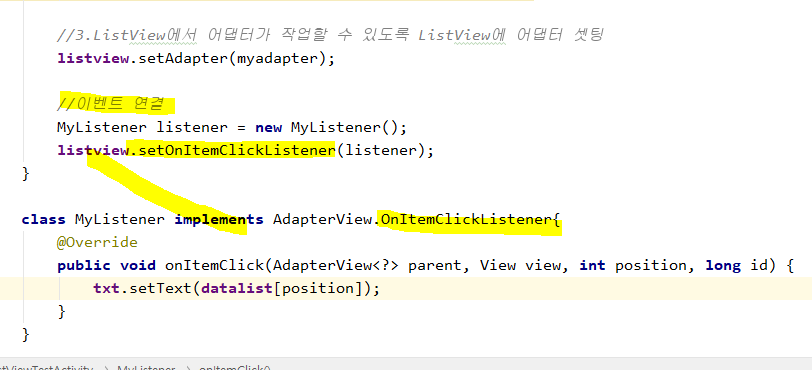 //3.ListView에서 어댑터가 작업할 수 있도록 ListView에 어댑터 셋팅
listview.setAdapter(myadapter);
//이벤트 연결
MyListener listener = new MyListener();
listview.setOnItemClickListener(listener);
}
class MyListener implements AdapterView.OnItemClickListener{
@Override
public void onItemClick(AdapterView<?> parent, View view, int position, long id) {
txt.setText(datalist[position]);
}
}
stViewTestActivity > MyListener > onItemClick()